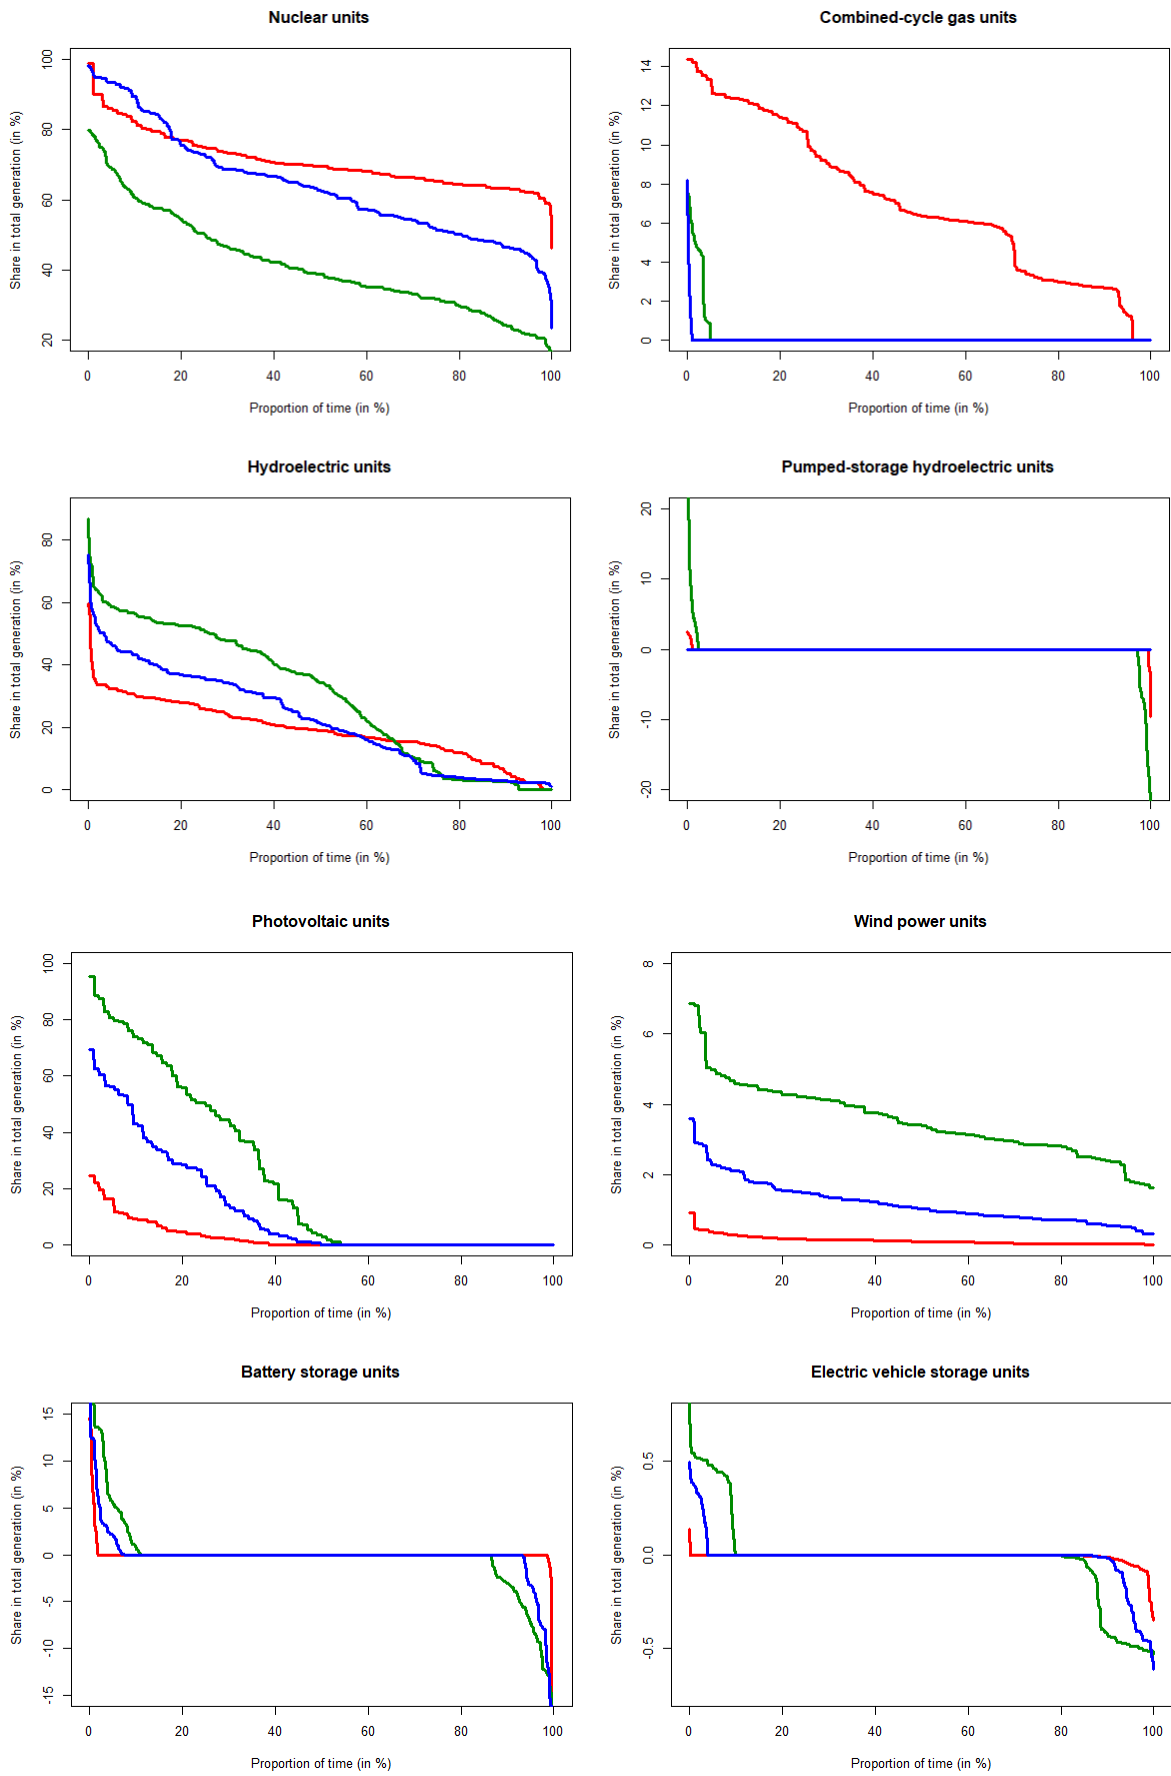 Nuclear units
Share in total generation (in %)
100
80
60
40
20
0 20 40 60 80 100
Proportion of time (in %)
Combined-cycle gas units
Share in total generation (in %)
14
12
10
8
6
4
2
0
0 20 40 60 80 100
Proportion of time (in %)
Hydroelectric units
Share in total generation (in %)
80
60
40
20
0
0 20 40 60 80 100
Proportion of time (in %)
Pumped-storage hydroelectric units
Share in total generation (in %)
20
10
0
-10
-20
0 20 40 60 80 100
Proportion of time (in %)
Photovoltaic units
Share in total generation (in %)
100
80
60
40
20
0
0 20 40 60 80 100
Proportion of time (in %)
Wind power units
Share in total generation (in %)
8
6
4
2
0
0 20 40 60 80 100
Proportion of time (in %)
Battery storage units
Share in total generation (in %)
15
10
5
0
-5
-10
-15
0 20 40 60 80 100
Proportion of time (in %)
Electric vehicle storage units
Share in total generation (in %)
0.5
0.0
-0.5
0 20 40 60 80 100
Proportion of time (in %)